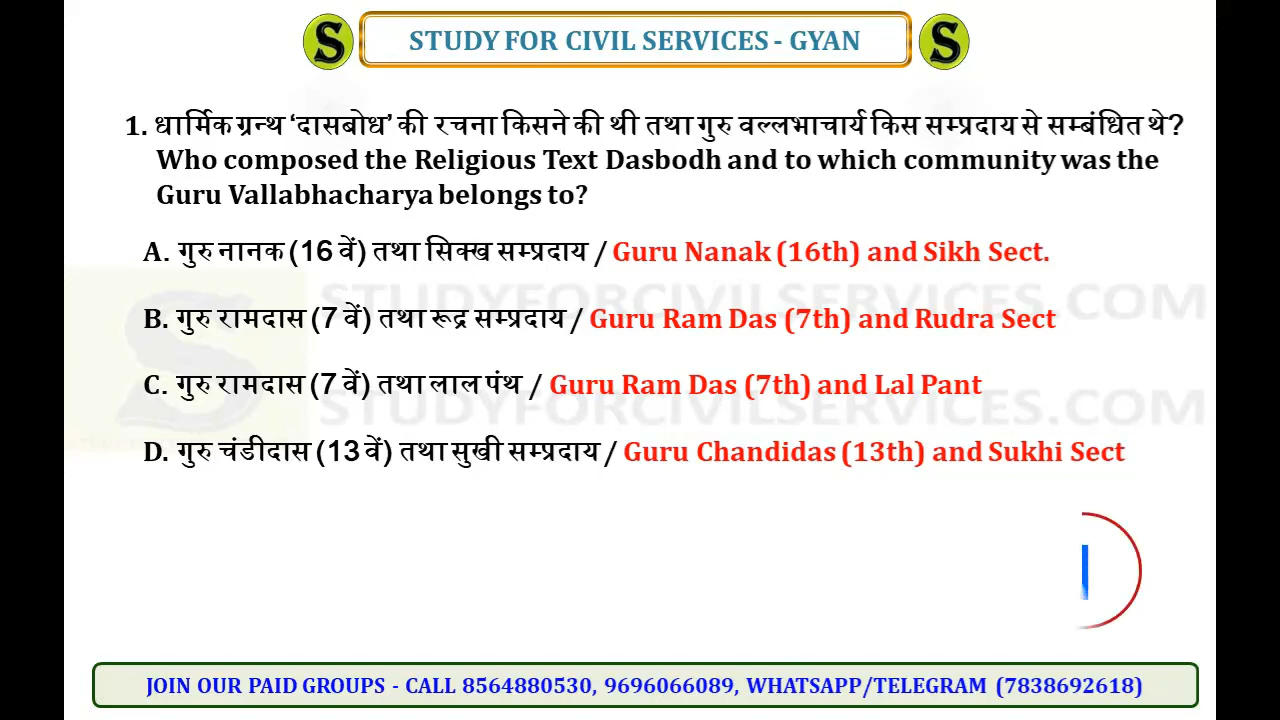 S STUDY FOR CIVIL SERVICES - GYAN S
1. धार्मिक ग्रन्थ ‘दासबोध’ की रचना किसने की थी तथा गुरु वल्लभाचार्य किस सम्प्रदाय से सम्बंधित थे?
Who composed the Religious Text Dasbodh and to which community was the
Guru Vallabhacharya belongs to?
A. गुरु नानक (16 वें) तथा सिक्ख सम्प्रदाय / Guru Nanak (16th) and Sikh Sect.
STUDYFORCIVILSERVICES.COM
B. गुरु रामदास (7 वें) तथा रूद्र सम्प्रदाय / Guru Ram Das (7th) and Rudra Sect
C. गुरु रामदास (7 वें) तथा लाल पंथ / Guru Ram Das (7th) and Lal Pant
STUDYFORCIVILSERVICES.COM
D. गुरु चंडीदास (13 वें) तथा सुखी सम्प्रदाय / Guru Chandidas (13th) and Sukhi Sect
JOIN OUR PAID GROUPS - CALL 8564880530, 9696066089, WHATSAPP/TELEGRAM (7838692618)